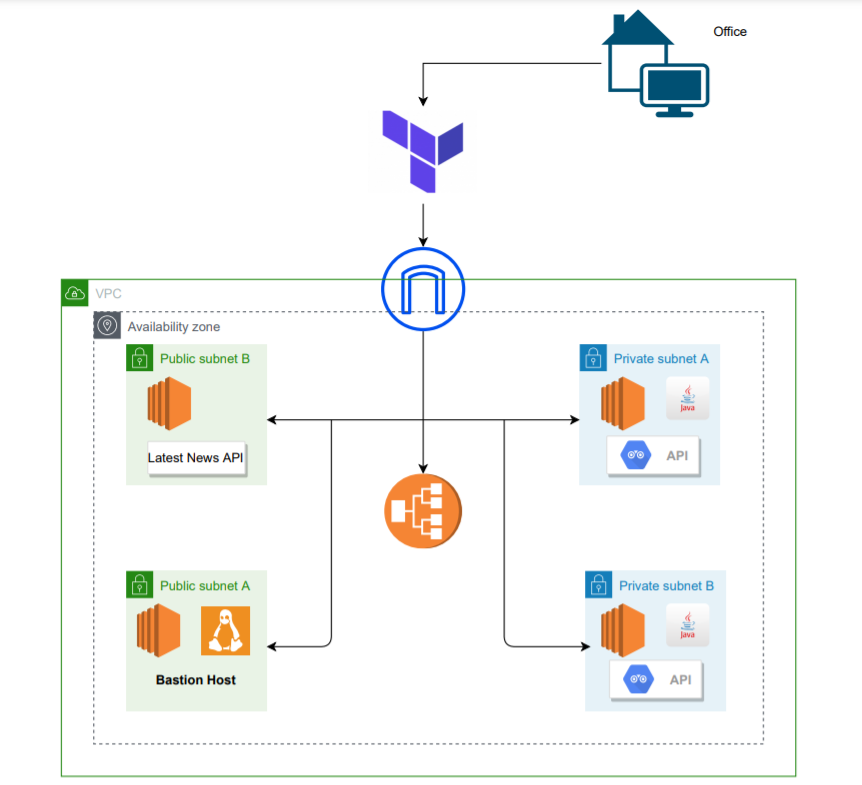 Office
VPC
Availability zone
Public subnet B
Latest News API
Private subnet A
Java
API
Public subnet A
Bastion Host
Private subnet B
Java
API